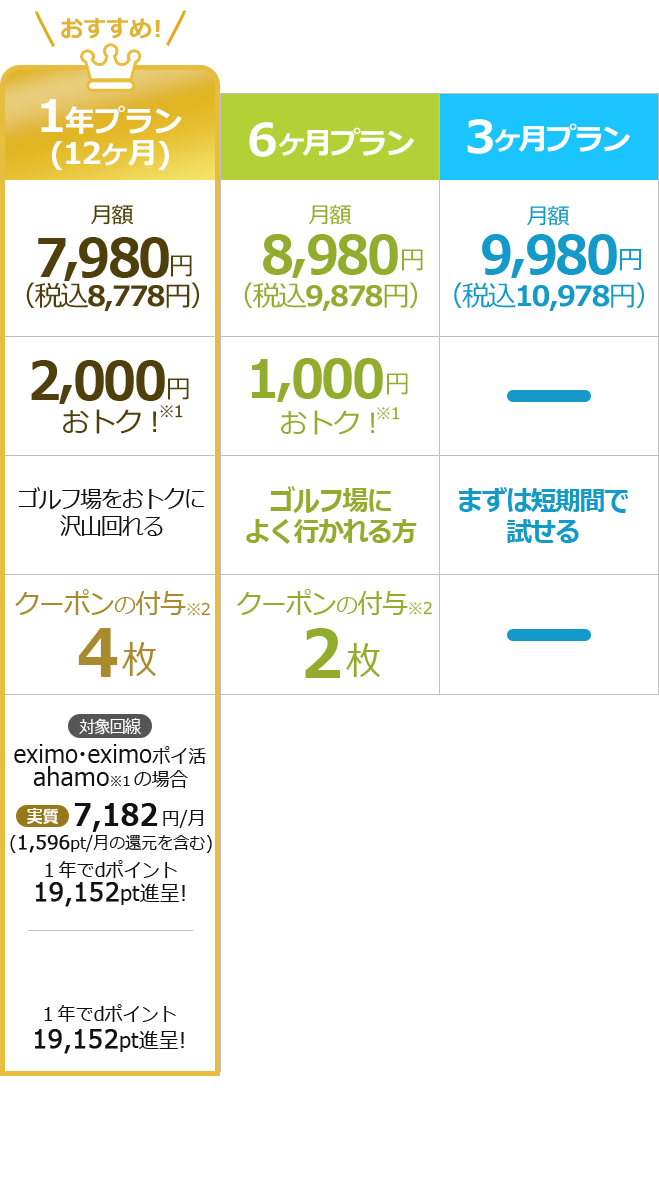 おすすめ!
1年プラン
(12ヶ月)
月額
7,980円
（税込8,778円）
2,000円
おトク！※1
ゴルフ場をおトクに
沢山回れる
クーポンの付与※2
4枚
対象回線
eximo･eximoポイ活
ahamo※1の場合
実質 7,182円/月
(1,596pt/月の還元を含む)
１年でdポイント
19,152pt進呈!
１年でdポイント
19,152pt進呈!
6ヶ月プラン
月額
8,980円
（税込9,878円）
1,000円
おトク！※1
ゴルフ場に
よく行かれる方
クーポンの付与※2
2枚
3ヶ月プラン
月額
9,980円
（税込10,978円）
まずは短期間で
試せる